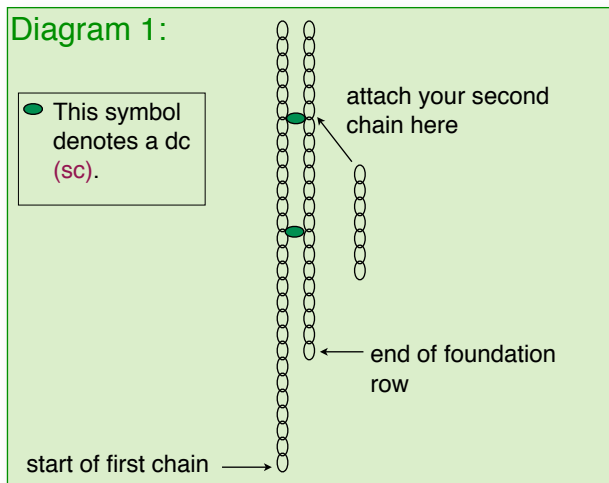 Diagram 1:
This symbol
denotes a dc
(sc).
attach your second
chain here
end of foundation
row
start of first chain